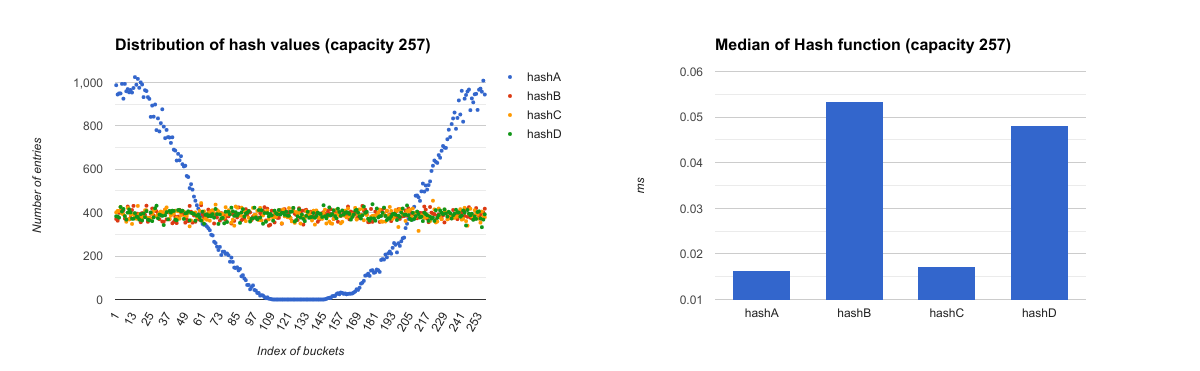 Distribution of hash values (capacity 257)
1,000
800
600
400
200
0
Number of entries
1 13 25 37 49 61 73 85 97 109 121 133 145 157 169 181 193 205 217 229 241 253
Index of buckets
hashA
hashB
hashC
hashD
Median of Hash function (capacity 257)
0.06
0.05
0.04
0.03
0.02
0.01
ms
hashA hashB hashC hashD